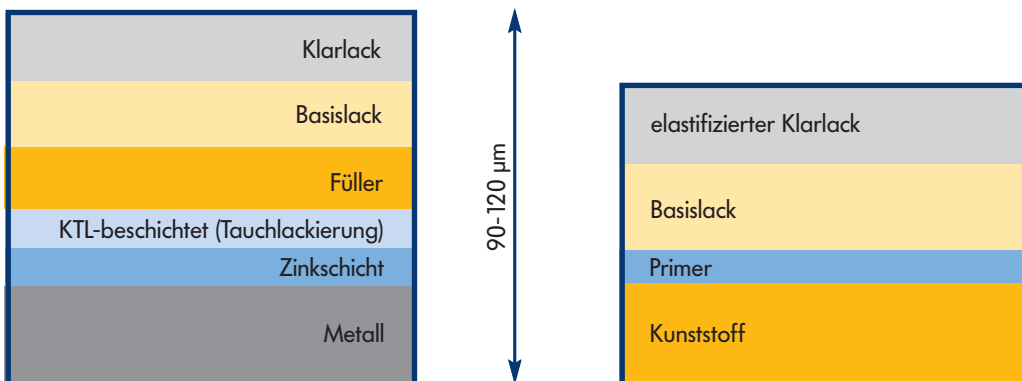 Klarlack
Basislack
Füller
KTL-beschichtet (Tauchlackierung)
Zinkschicht
Metall
90-120 µm
elastifizierter Klarlack
Basislack
Primer
Kunststoff